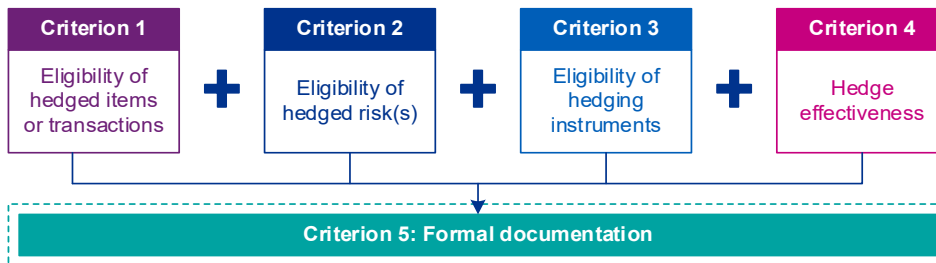 Criterion 1
Eligibility of
hedged items
or transactions
Criterion 2
Eligibility of
hedged risk(s)
Criterion 3
Eligibility of
hedging
instruments
Criterion 4
Hedge
effectiveness
Criterion 5: Formal documentation